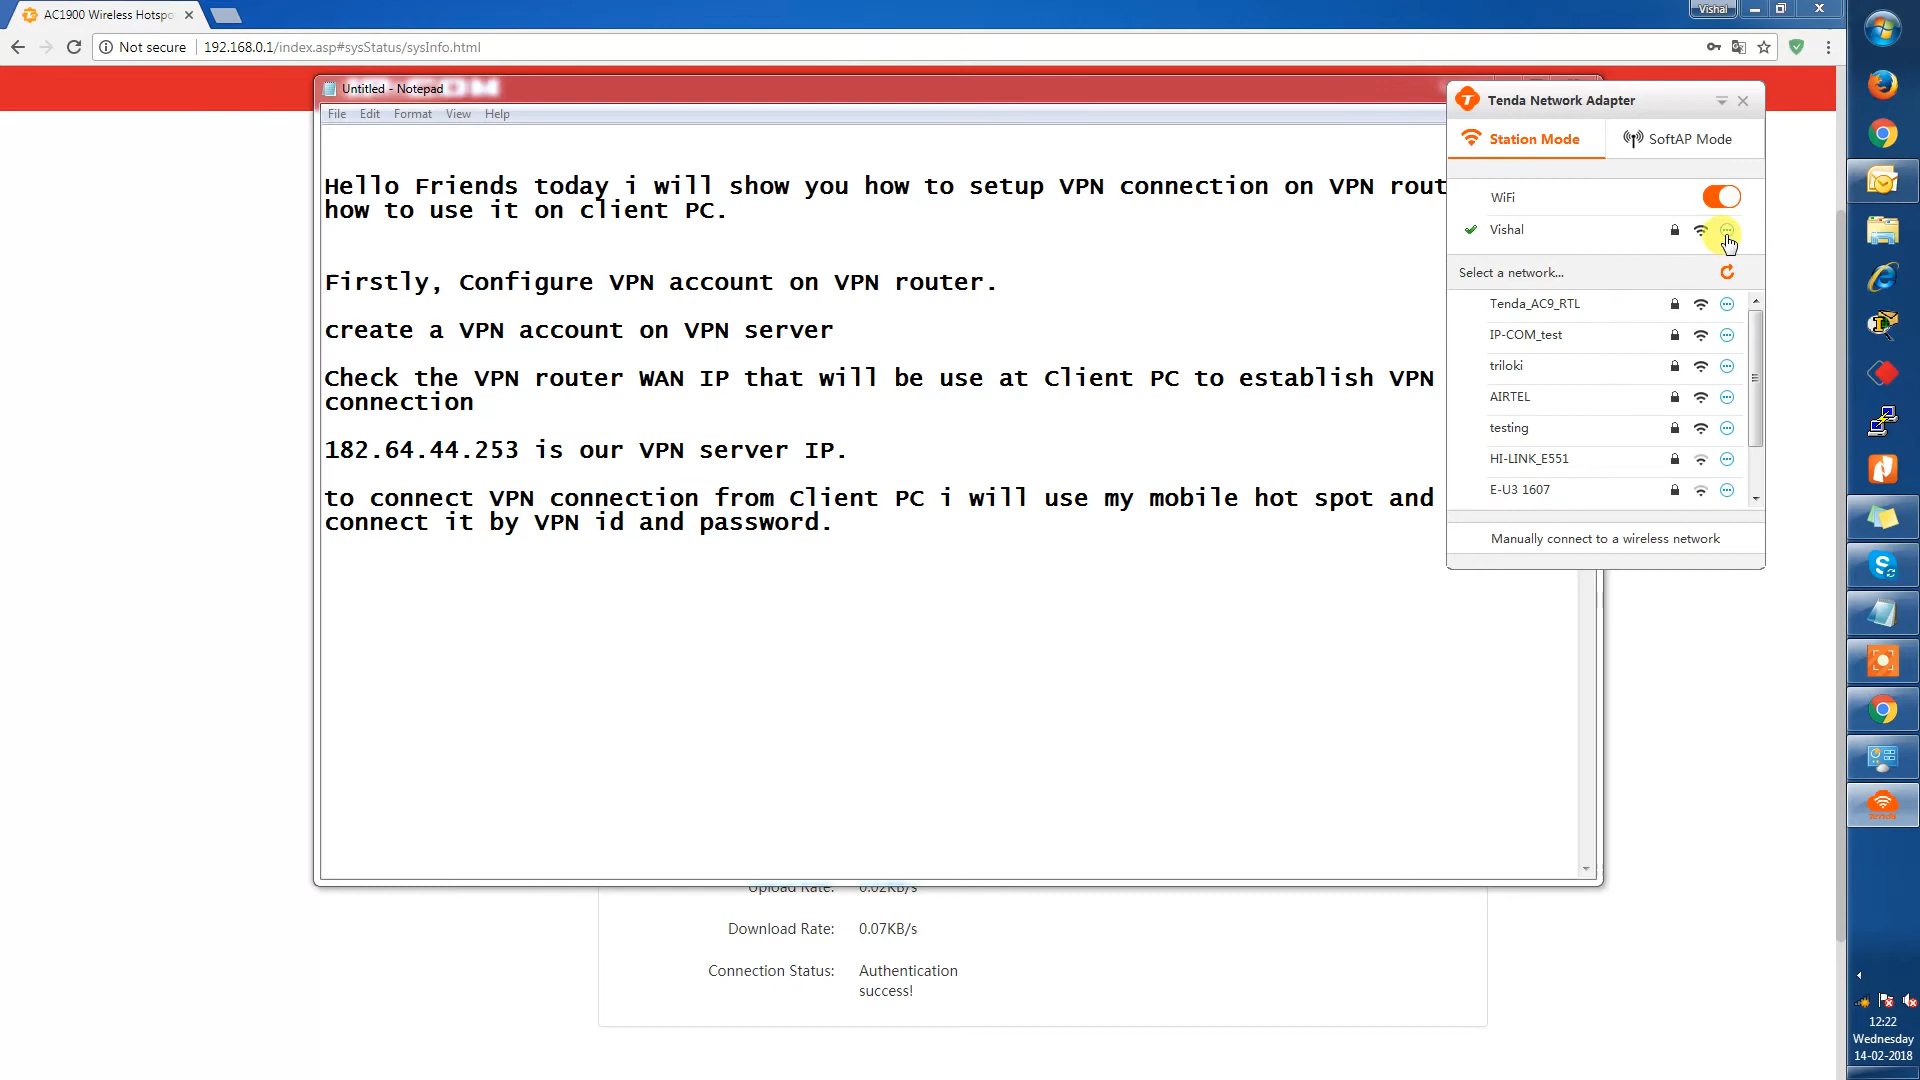 AC1900 Wireless Hotspo
Vishal
Not secure
192.168.0.1/index.asp#sysStatus/sysInfo.html
Untitled - Notepad
File Edit Format View Help
Hello Friends today i will show you how to setup VPN connection on VPN rout
how to use it on client PC.
Firstly, Configure VPN account on VPN router.
create a VPN account on VPN server
Check the VPN router WAN IP that will be use at Client PC to establish VPN
connection
182.64.44.253 is our VPN server IP.
to connect VPN connection from Client PC i will use my mobile hot spot and
connect it by VPN id and password.
Tenda Network Adapter
Station Mode
SoftAP Mode
WiFi
Vishal
Select a network...
Tenda_AC9_RTL
IP-COM_test
triloki
AIRTEL
testing
HI-LINK_E551
E-U3 1607
Manually connect to a wireless network
Upload Rate: 0.02KB/s
Download Rate: 0.07KB/s
Connection Status: Authentication
success!
Tenda
12:22
Wednesday
14-02-2018